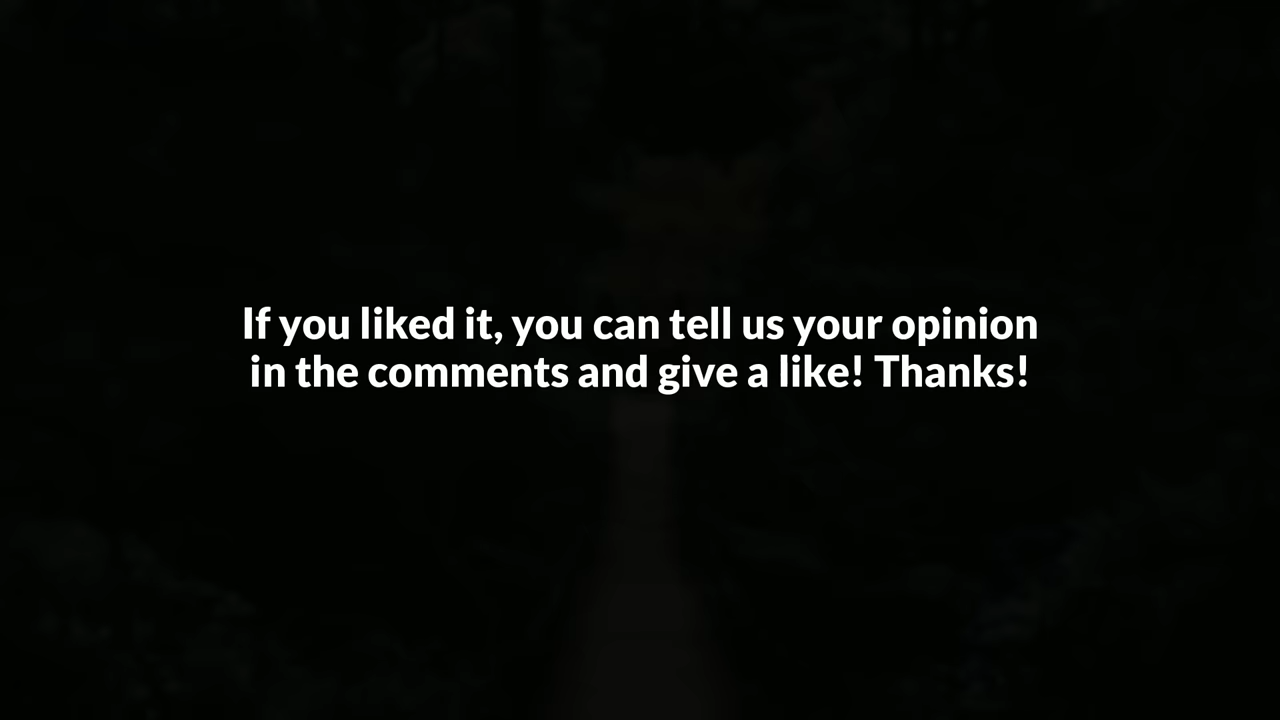 If you liked it, you can tell us your opinion
in the comments and give a like! Thanks!